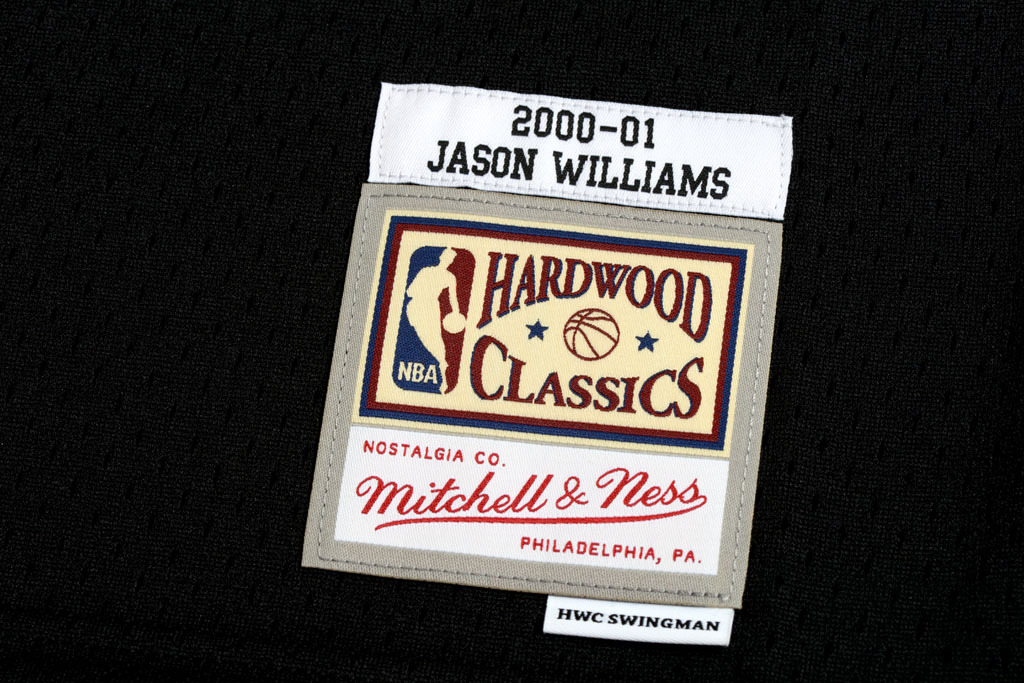 2000-01
JASON WILLIAMS
HARDWOOD
CLASSICS
NBA
NOSTALGIA CO.
Mitchell & Ness
PHILADELPHIA, PA.
HWC SWINGMAN